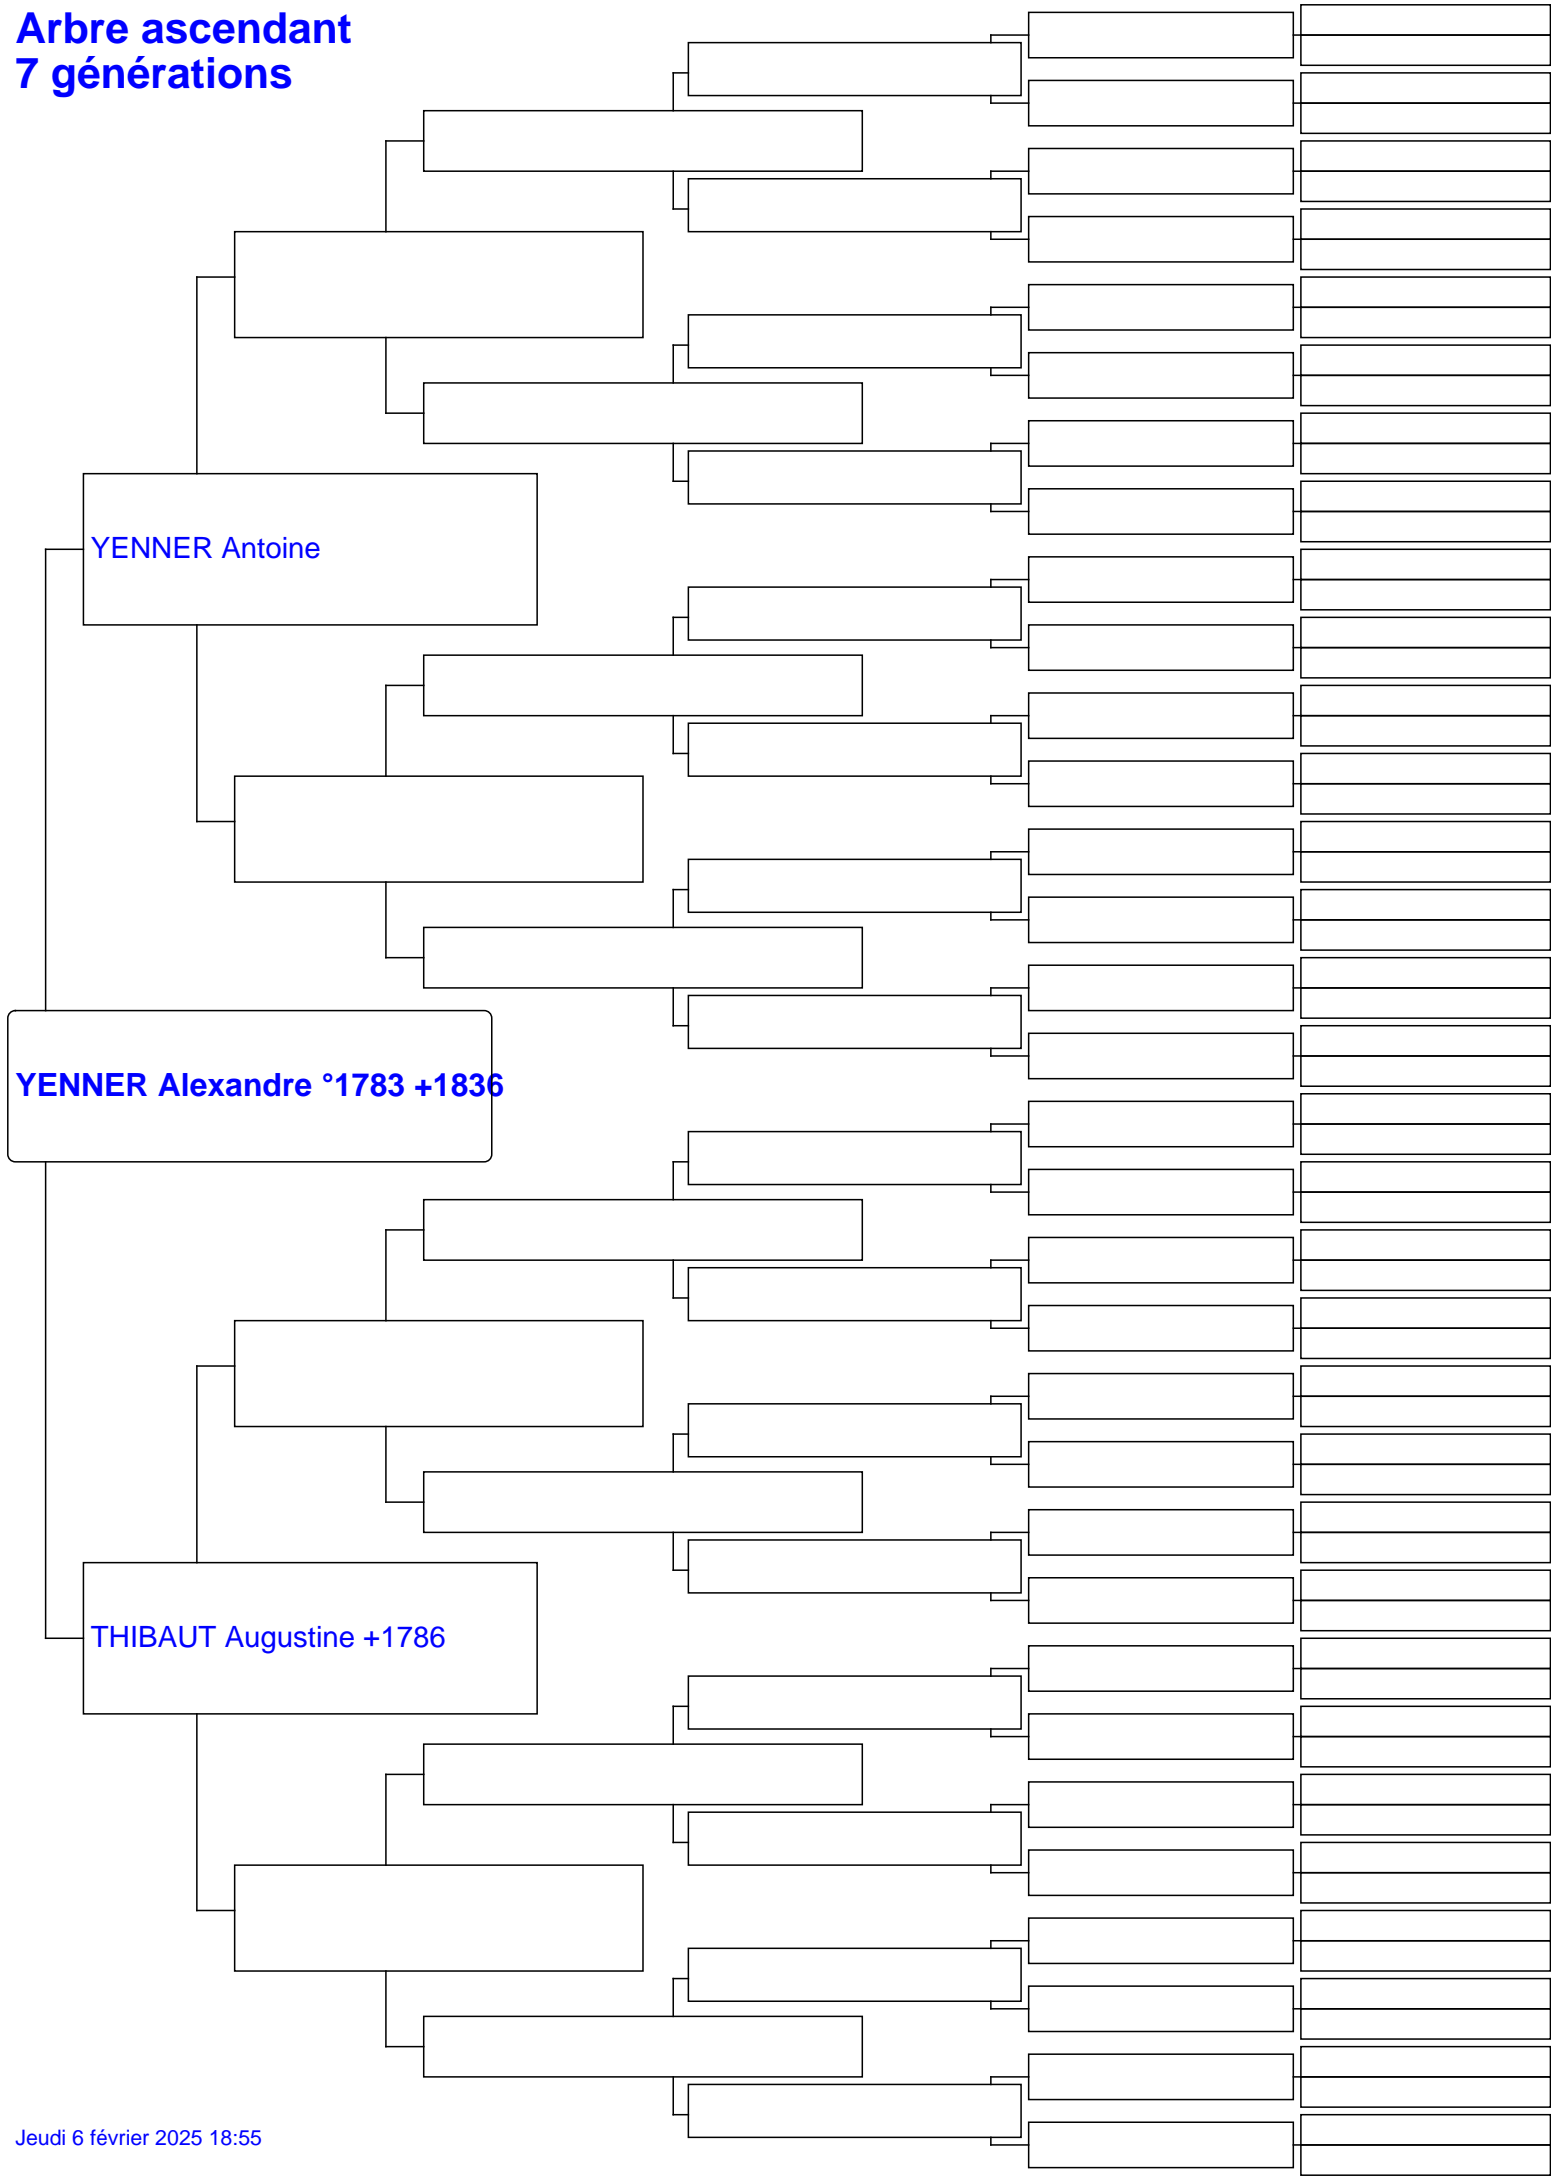 Arbre ascendant
7 générations
YENNER Antoine
YENNER Alexandre °1783 +1836
THIBAUT Augustine +1786
Jeudi 6 février 2025 18:55